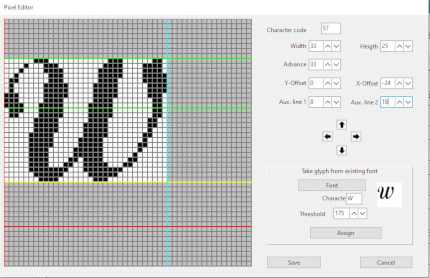 Pixel Editor
Character code 57
Width 33 Heigth 25
Advance 33
Y-Offset 0 X-Offset -24
Aux. line 1 8 Aux. line 2 18
Take glyph from existing font
Font
Characte W
w
Threshold 175
Assign
Save Cancel